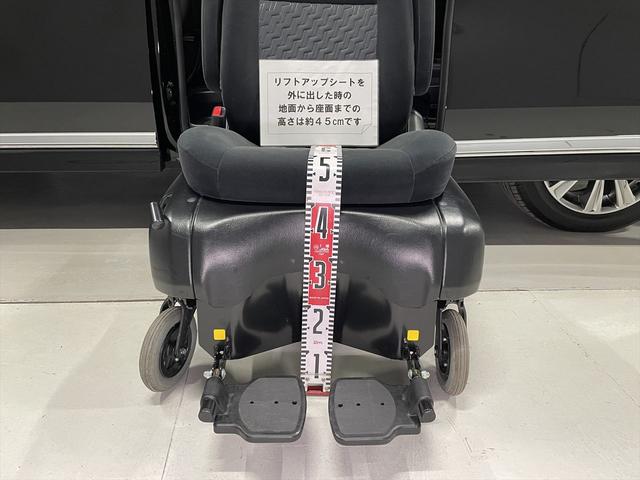 リフトアップシートを
外に出した時の
地面から座面までの
高さは約45cmです
5
4
3
2
1